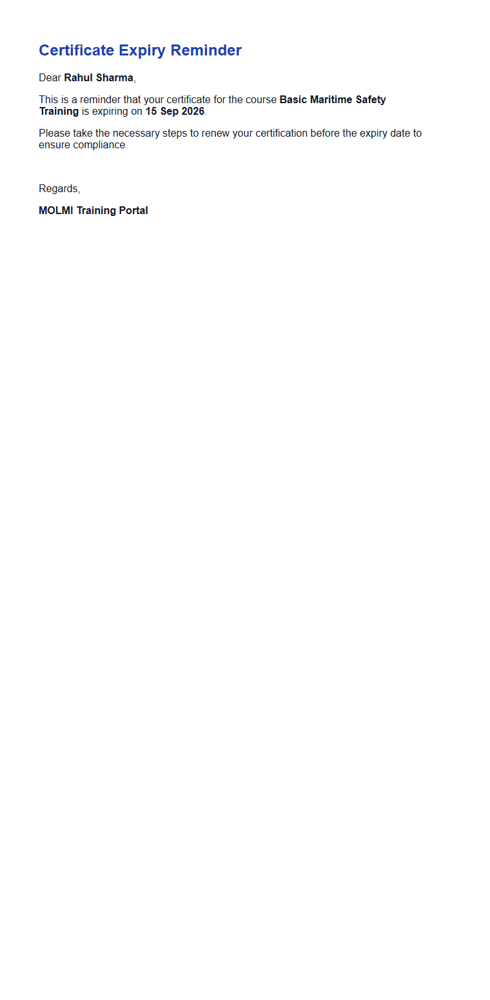 Certificate Expiry Reminder
Dear Rahul Sharma,
This is a reminder that your certificate for the course Basic Maritime Safety
Training is expiring on 15 Sep 2026.
Please take the necessary steps to renew your certification before the expiry date to
ensure compliance.
Regards,
MOLMI Training Portal